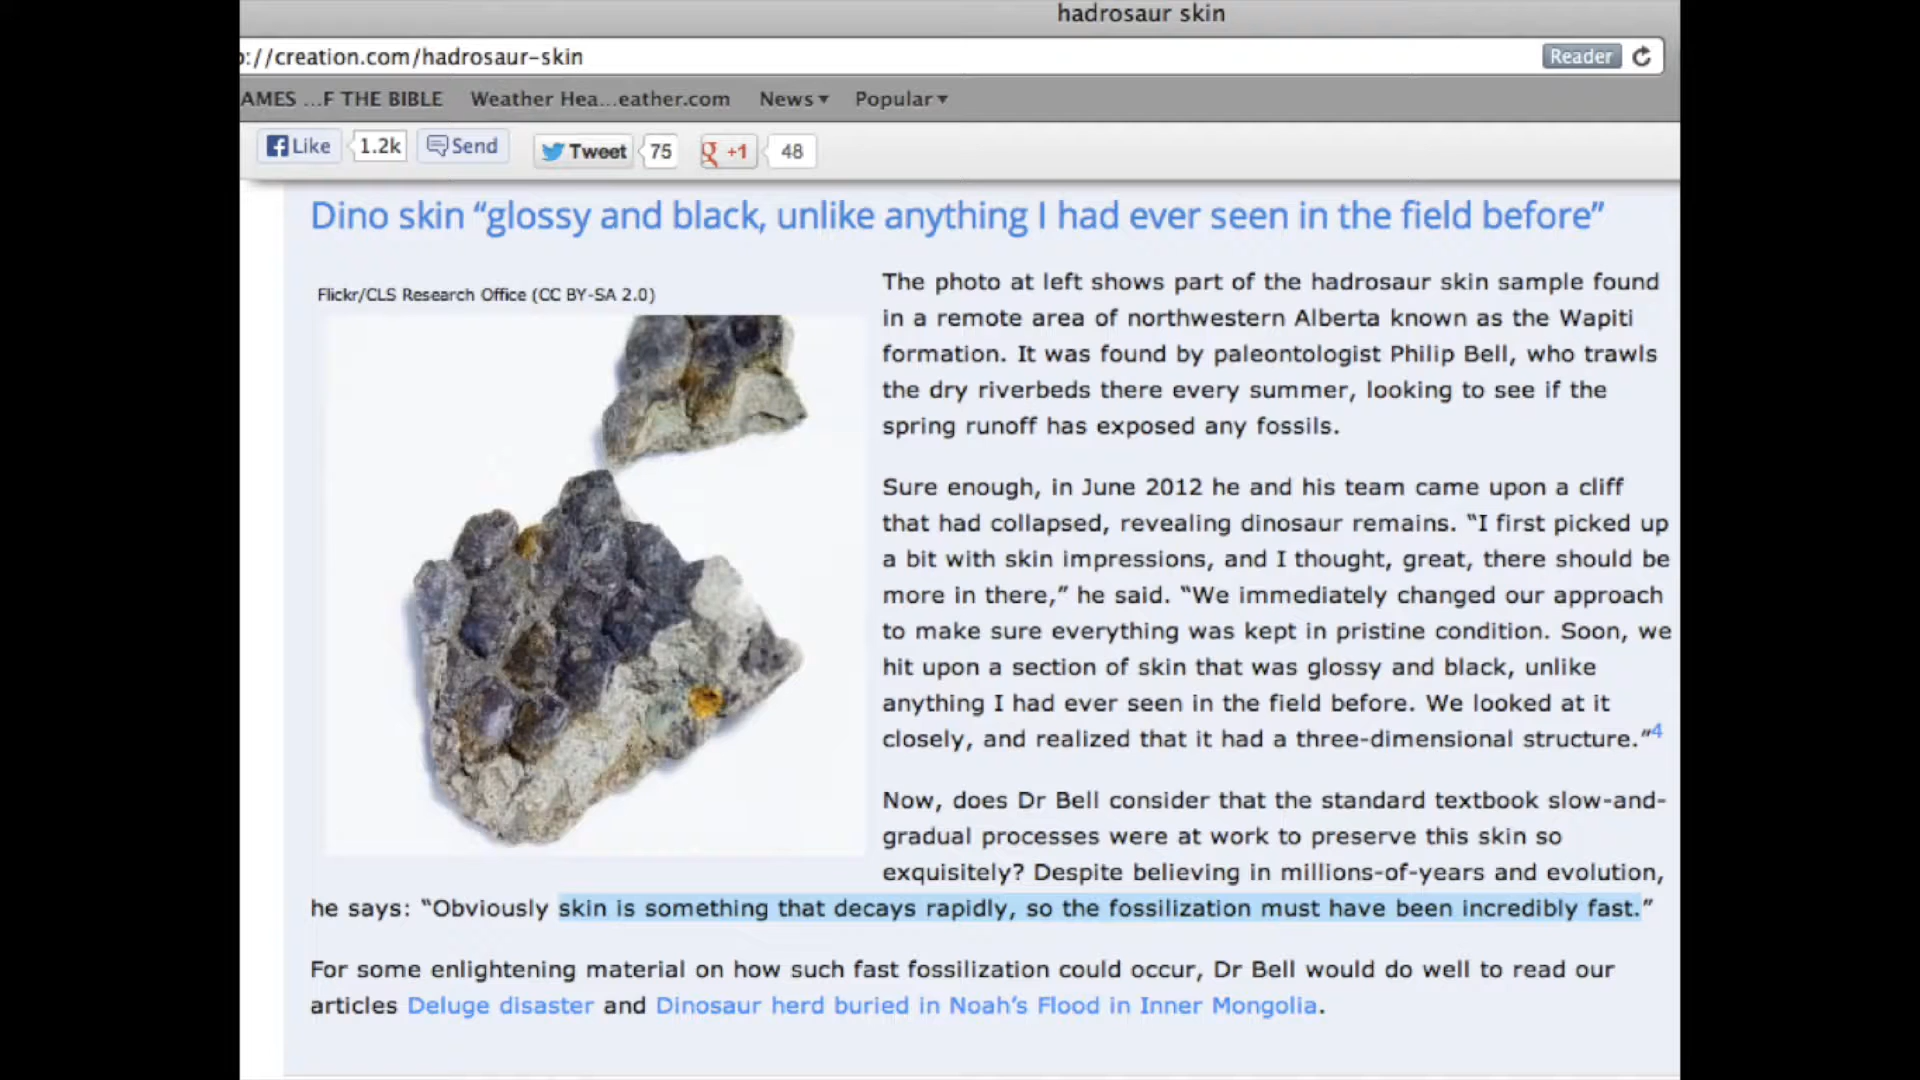 hadrosaur skin
://creation.com/hadrosaur-skin
Reader
AMES ...F THE BIBLE Weather Hea...eather.com News Popular
Like 1.2k Send Tweet 75 +1 48
Dino skin “glossy and black, unlike anything I had ever seen in the field before”
Flickr/CLS Research Office (CC BY-SA 2.0)
The photo at left shows part of the hadrosaur skin sample found
in a remote area of northwestern Alberta known as the Wapiti
formation. It was found by paleontologist Philip Bell, who trawls
the dry riverbeds there every summer, looking to see if the
spring runoff has exposed any fossils.
Sure enough, in June 2012 he and his team came upon a cliff
that had collapsed, revealing dinosaur remains. “I first picked up
a bit with skin impressions, and I thought, great, there should be
more in there,” he said. “We immediately changed our approach
to make sure everything was kept in pristine condition. Soon, we
hit upon a section of skin that was glossy and black, unlike
anything I had ever seen in the field before. We looked at it
closely, and realized that it had a three-dimensional structure.”4
Now, does Dr Bell consider that the standard textbook slow-and-
gradual processes were at work to preserve this skin so
exquisitely? Despite believing in millions-of-years and evolution,
he says: “Obviously skin is something that decays rapidly, so the fossilization must have been incredibly fast.”
For some enlightening material on how such fast fossilization could occur, Dr Bell would do well to read our
articles Deluge disaster and Dinosaur herd buried in Noah’s Flood in Inner Mongolia.